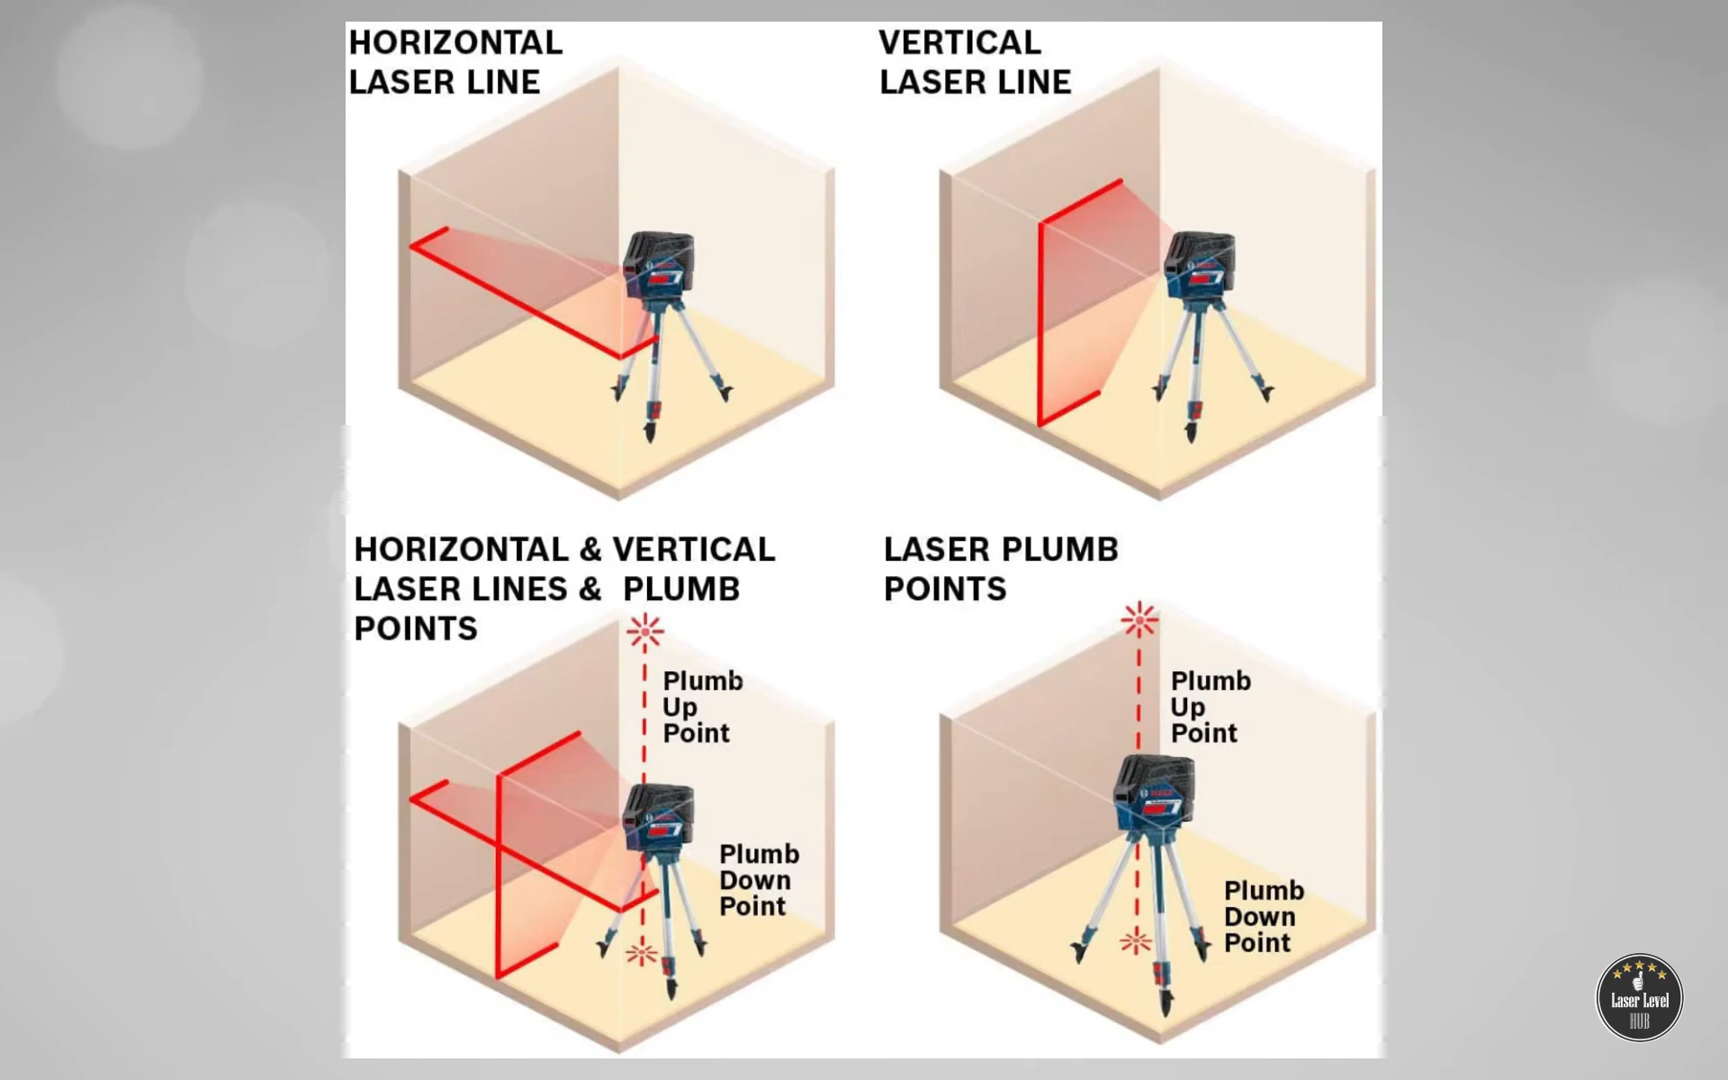 HORIZONTAL
LASER LINE
VERTICAL
LASER LINE
HORIZONTAL & VERTICAL
LASER LINES & PLUMB
POINTS
Plumb
Up
Point
Plumb
Down
Point
LASER PLUMB
POINTS
Plumb
Up
Point
Plumb
Down
Point
Laser Level
HUB